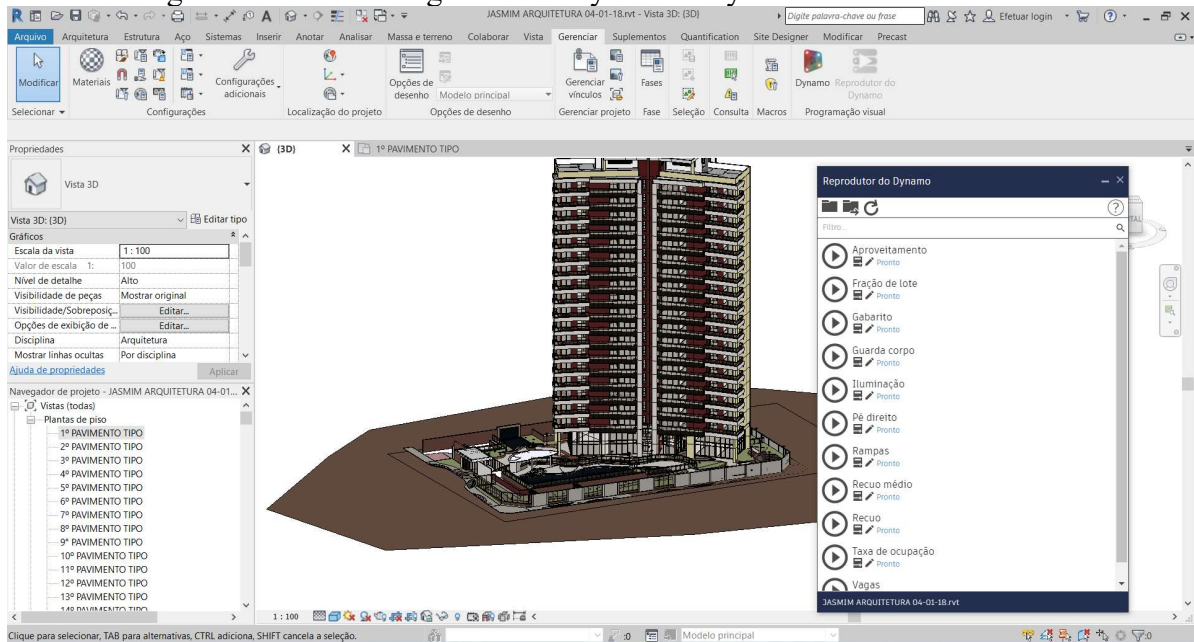 JASMIM ARQUITETURA 04-01-18.rvt - Vista 3D: {3D}
Digite palavra-chave ou frase
Efetuar login
Arquivo Arquitetura Estrutura Aço Sistemas Inserir Anotar Analisar Massa e terreno Colaborar Vista Gerenciar Suplementos Quantification Site Designer Modificar Precast
Modificar
Materiais
Configurações adicionais
Opções de desenho
Modelo principal
Gerenciar vínculos
Fases
Dynamo
Reprodutor do Dynamo
Selecionar
Configurações
Localização do projeto
Opções de desenho
Gerenciar projeto
Fase
Seleção
Consulta
Macros
Programação visual
Propriedades
{3D}
1º PAVIMENTO TIPO
Vista 3D
Vista 3D: {3D}
Editar tipo
Gráficos
Escala da vista 1 : 100
Valor de escala 1: 100
Nível de detalhe Alto
Visibilidade de peças Mostrar original
Visibilidade/Sobreposiç... Editar...
Opções de exibição de ... Editar...
Disciplina Arquitetura
Mostrar linhas ocultas Por disciplina
Ajuda de propriedades
Aplicar
Navegador de projeto - JASMIM ARQUITETURA 04-01...
Vistas (todas)
Plantas de piso
1º PAVIMENTO TIPO
2º PAVIMENTO TIPO
3º PAVIMENTO TIPO
4º PAVIMENTO TIPO
5º PAVIMENTO TIPO
6º PAVIMENTO TIPO
7º PAVIMENTO TIPO
8º PAVIMENTO TIPO
9º PAVIMENTO TIPO
10º PAVIMENTO TIPO
11º PAVIMENTO TIPO
12º PAVIMENTO TIPO
13º PAVIMENTO TIPO
14º PAVIMENTO TIPO
Reprodutor do Dynamo
Filtro...
Aproveitamento
Pronto
Fração de lote
Pronto
Gabarito
Pronto
Guarda corpo
Pronto
Iluminação
Pronto
Pé direito
Pronto
Rampas
Pronto
Recuo médio
Pronto
Recuo
Pronto
Taxa de ocupação
Pronto
Vagas
JASMIM ARQUITETURA 04-01-18.rvt
1 : 100
Clique para selecionar, TAB para alternativas, CTRL adiciona, SHIFT cancela a seleção.
:0
Modelo principal
:0